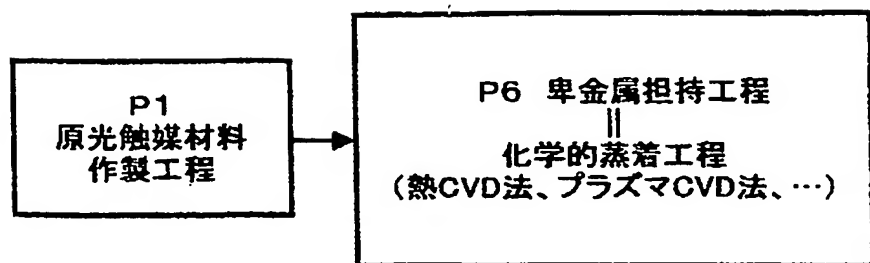 P1
原光触媒材料
作製工程
P6 卑金属担持工程
||
化学的蒸着工程
(熱CVD法、プラズマCVD法、…)